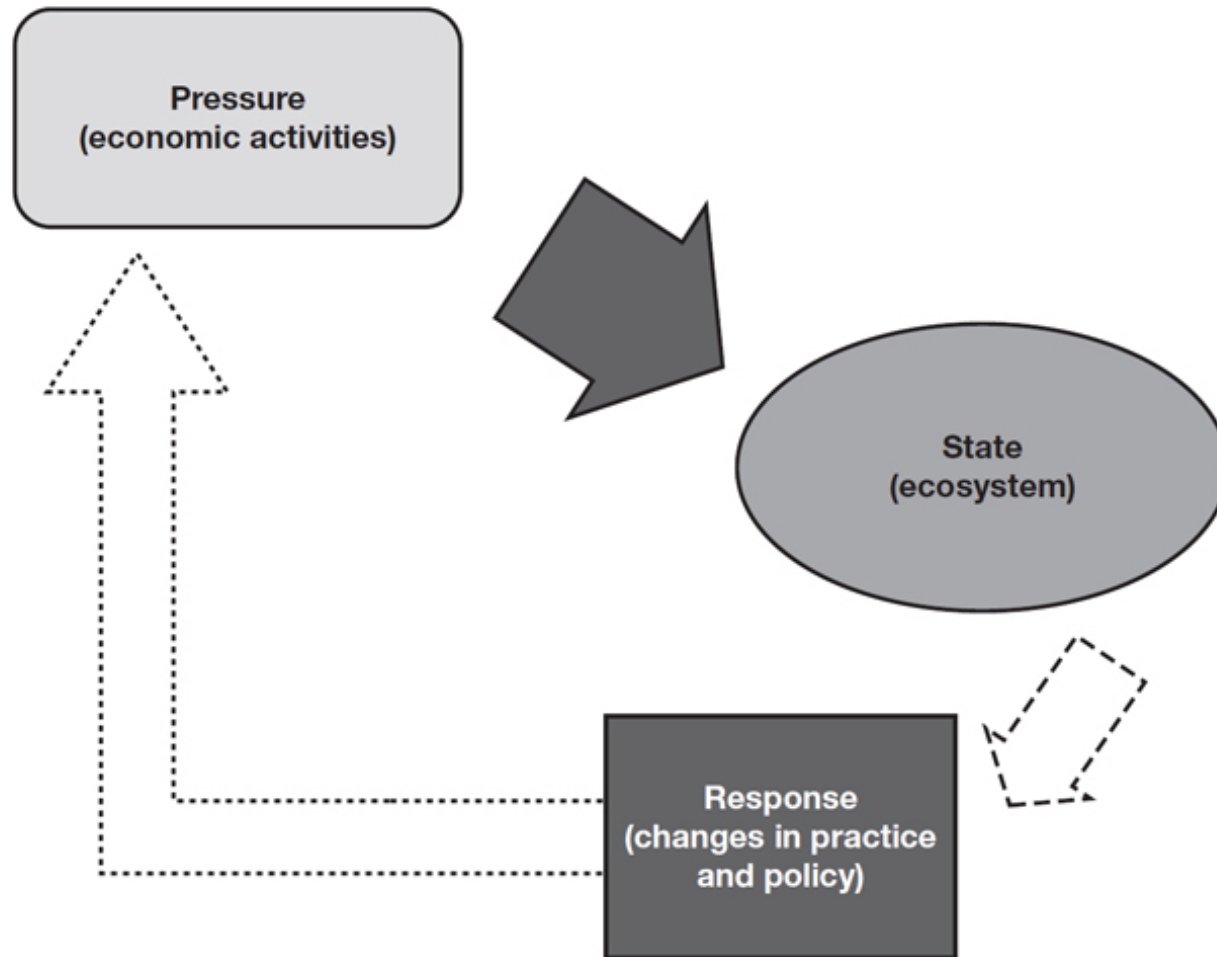 Pressure
(economic activities)
State
(ecosystem)
Response
(changes in practice
and policy)